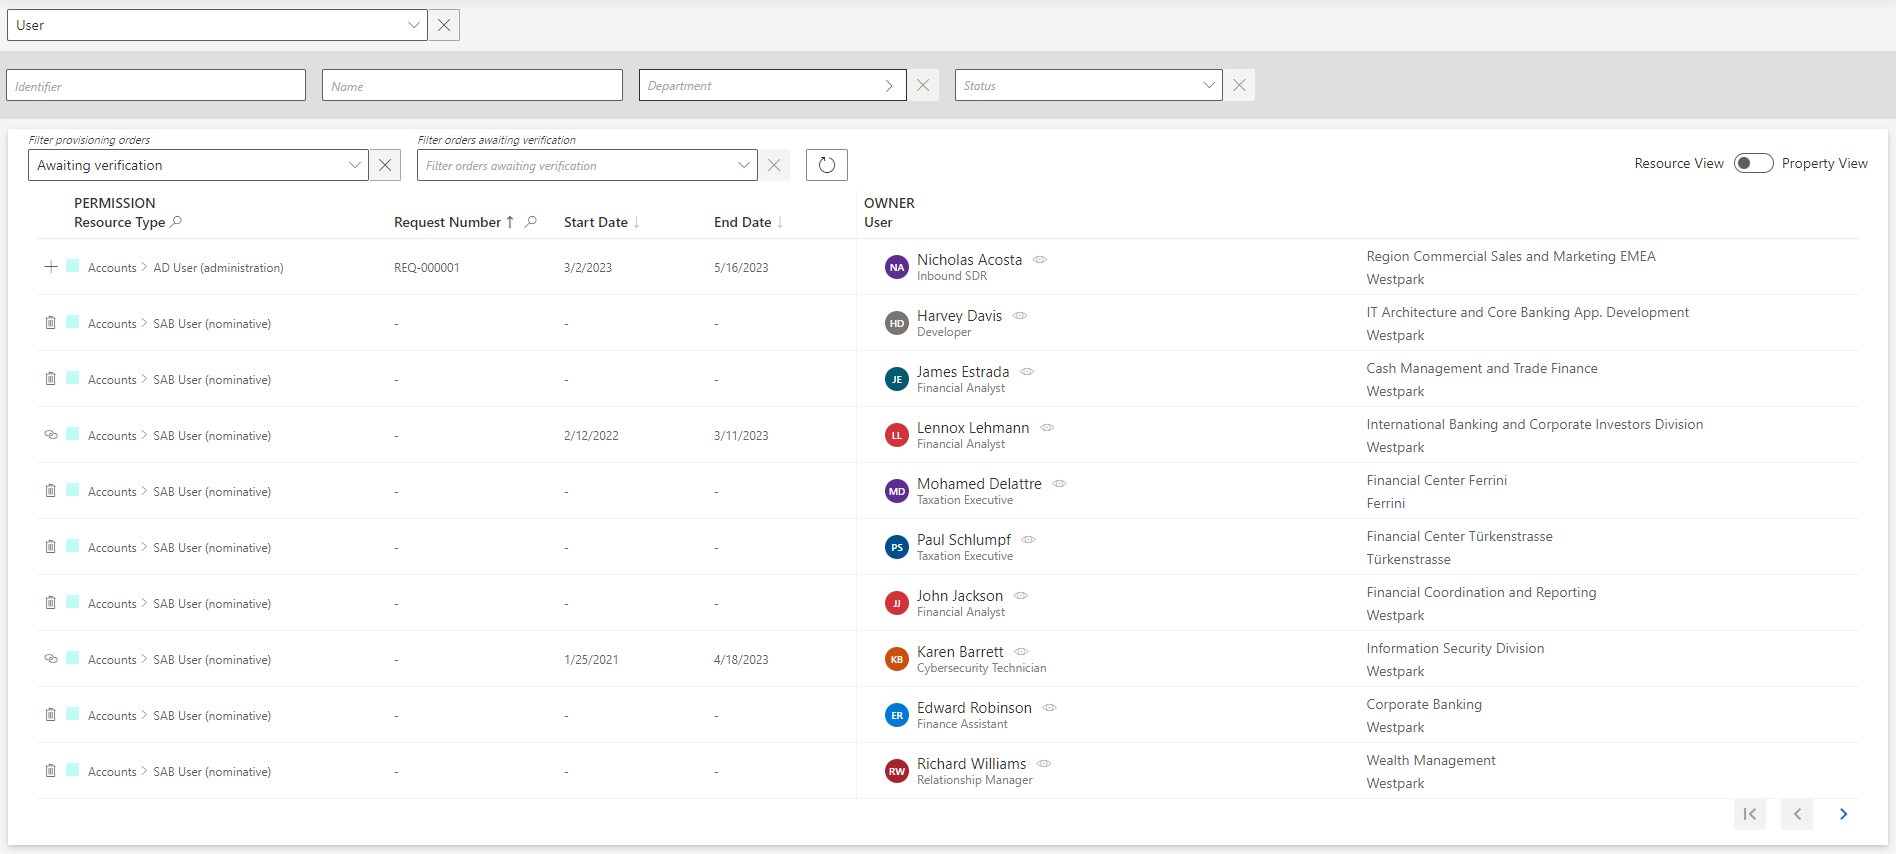 User
Identifier
Name
Department
Status
Filter provisioning orders
Filter orders awaiting verification
Awaiting verification
Filter orders awaiting verification
Resource View
Property View
PERMISSION
OWNER
Resource Type
Request Number
Start Date
End Date
User
Accounts > AD User (administration)
REQ-000001
3/2/2023
5/16/2023
NA
Nicholas Acosta
Inbound SDR
Region Commercial Sales and Marketing EMEA
Westpark
Accounts > SAB User (nominative)
-
-
-
HD
Harvey Davis
Developer
IT Architecture and Core Banking App. Development
Westpark
Accounts > SAB User (nominative)
-
-
-
JE
James Estrada
Financial Analyst
Cash Management and Trade Finance
Westpark
Accounts > SAB User (nominative)
-
2/12/2022
3/11/2023
LL
Lennox Lehmann
Financial Analyst
International Banking and Corporate Investors Division
Westpark
Accounts > SAB User (nominative)
-
-
-
MD
Mohamed Delattre
Taxation Executive
Financial Center Ferrini
Ferrini
Accounts > SAB User (nominative)
-
-
-
PS
Paul Schlumpf
Taxation Executive
Financial Center Türkenstrasse
Türkenstrasse
Accounts > SAB User (nominative)
-
-
-
JJ
John Jackson
Financial Analyst
Financial Coordination and Reporting
Westpark
Accounts > SAB User (nominative)
-
1/25/2021
4/18/2023
KB
Karen Barrett
Cybersecurity Technician
Information Security Division
Westpark
Accounts > SAB User (nominative)
-
-
-
ER
Edward Robinson
Finance Assistant
Corporate Banking
Westpark
Accounts > SAB User (nominative)
-
-
-
RW
Richard Williams
Relationship Manager
Wealth Management
Westpark